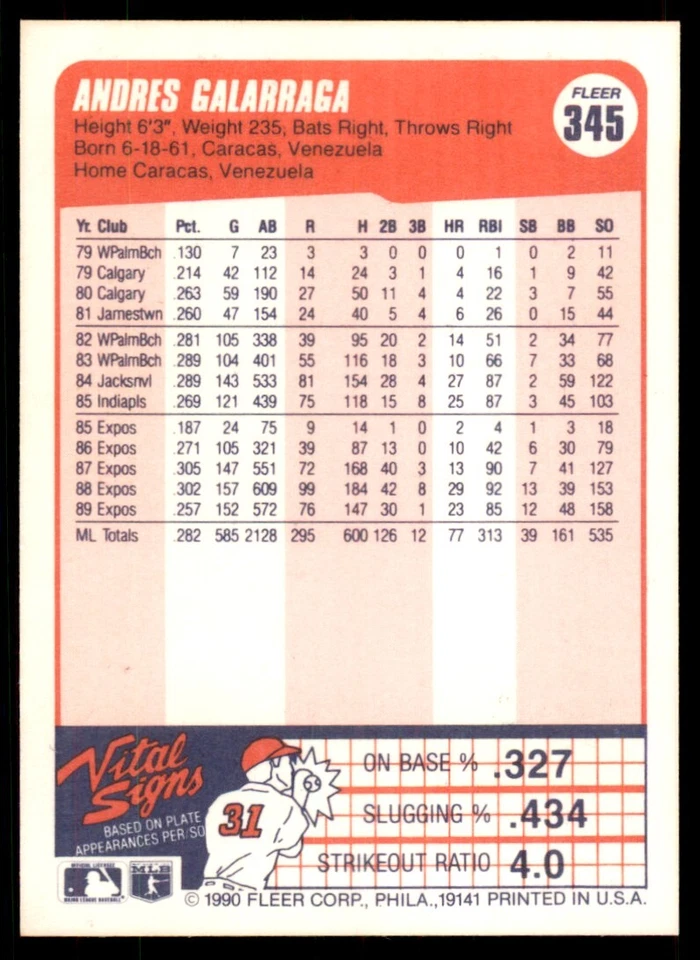 ANDRES GALARRAGA
Height 6'3", Weight 235, Bats Right, Throws Right
Born 6-18-61, Caracas, Venezuela
Home Caracas, Venezuela
FLEER
345
Yr. Club Pct. G AB R H 2B 3B HR RBI SB BB SO
79 WPalmBch .130 7 23 3 3 0 0 0 1 0 2 11
79 Calgary .214 42 112 14 24 3 1 4 16 1 9 42
80 Calgary .263 59 190 27 50 11 4 4 22 3 7 55
81 Jamestwn .260 47 154 24 40 5 4 6 26 0 15 44
82 WPalmBch .281 105 338 39 95 20 2 14 51 2 34 77
83 WPalmBch .289 104 401 55 116 18 3 10 66 7 33 68
84 Jacksnvl .289 143 533 81 154 28 4 27 87 2 59 122
85 Indiapls .269 121 439 75 118 15 8 25 87 3 45 103
85 Expos .187 24 75 9 14 1 0 2 4 1 3 18
86 Expos .271 105 321 39 87 13 0 10 42 6 30 79
87 Expos .305 147 551 72 168 40 3 13 90 7 41 127
88 Expos .302 157 609 99 184 42 8 29 92 13 39 153
89 Expos .257 152 572 76 147 30 1 23 85 12 48 158
ML Totals .282 585 2128 295 600 126 12 77 313 39 161 535
Vital
Signs
BASED ON PLATE
APPEARANCES PER/SO
31
ON BASE % .327
SLUGGING % .434
STRIKEOUT RATIO 4.0
OFFICIAL LICENSEE
MAJOR LEAGUE BASEBALL
MLB
© 1990 FLEER CORP., PHILA., 19141 PRINTED IN U.S.A.